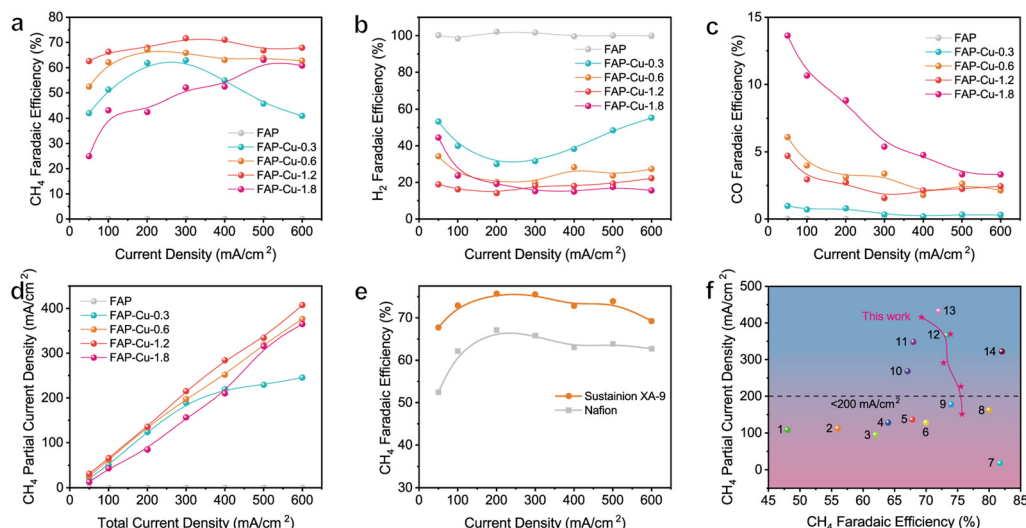 a
CH₄ Faradaic Efficiency (%)
80
70
60
50
40
30
20
10
0
FAP
FAP-Cu-0.3
FAP-Cu-0.6
FAP-Cu-1.2
FAP-Cu-1.8
0 100 200 300 400 500 600
Current Density (mA/cm²)
b
H₂ Faradaic Efficiency (%)
100
80
60
40
20
0
FAP
FAP-Cu-0.3
FAP-Cu-0.6
FAP-Cu-1.2
FAP-Cu-1.8
0 100 200 300 400 500 600
Current Density (mA/cm²)
c
CO Faradaic Efficiency (%)
15
10
5
0
FAP
FAP-Cu-0.3
FAP-Cu-0.6
FAP-Cu-1.2
FAP-Cu-1.8
0 100 200 300 400 500 600
Current Density (mA/cm²)
d
CH₄ Partial Current Density (mA/cm²)
400
300
200
100
0
FAP
FAP-Cu-0.3
FAP-Cu-0.6
FAP-Cu-1.2
FAP-Cu-1.8
0 100 200 300 400 500 600
Total Current Density (mA/cm²)
e
CH₄ Faradaic Efficiency (%)
75
70
65
60
55
50
35
30
Sustainion XA-9
Nafion
0 100 200 300 400 500 600
Current Density (mA/cm²)
f
CH₄ Partial Current Density (mA/cm²)
500
450
400
350
300
250
200
150
100
50
0
This work
13
12
11
14
10
<200 mA/cm²
9
8
1
2
3
4
5
6
7
45 50 55 60 65 70 75 80 85
CH₄ Faradaic Efficiency (%)